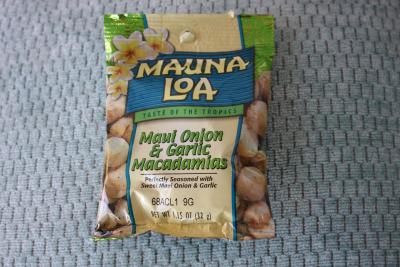 MAUNA
LOA
TASTE OF THE TROPICS
Maui Onion
& Garlic
Macadamias
Perfectly Seasoned with
Sweet Maui Onion & Garlic
68ACL1 9G
NET WT 1.15 OZ (32 g)